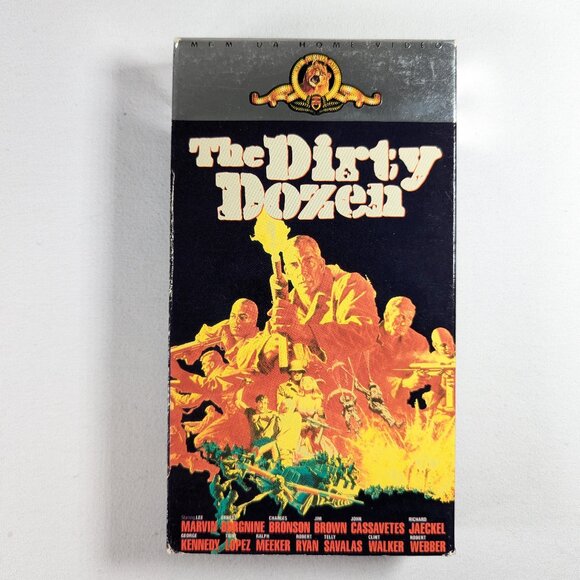 MGM/UA HOME VIDEO
The Dirty
Dozen
Starring LEE ERNEST CHARLES JIM JOHN RICHARD
MARVIN BORGNINE BRONSON BROWN CASSAVETES JAECKEL
GEORGE TRINI RALPH ROBERT TELLY CLINT ROBERT
KENNEDY LOPEZ MEEKER RYAN SAVALAS WALKER WEBBER